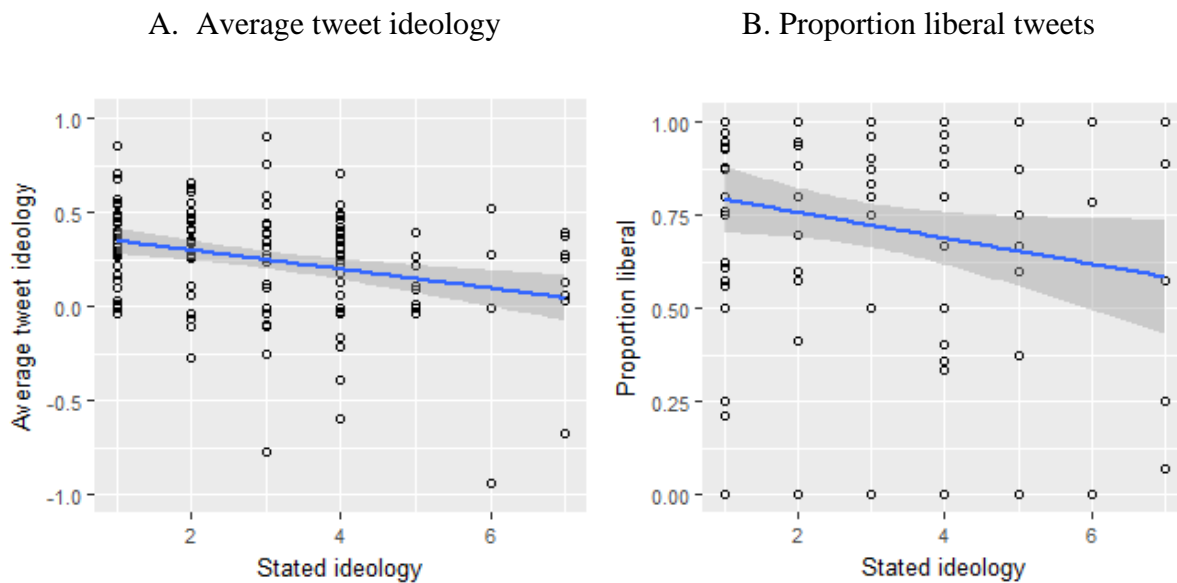 A. Average tweet ideology
B. Proportion liberal tweets
1.0
0.5
0.0
-0.5
-1.0
Average tweet ideology
2 4 6
Stated ideology
1.00
0.75
0.50
0.25
0.00
Proportion liberal
2 4 6
Stated ideology